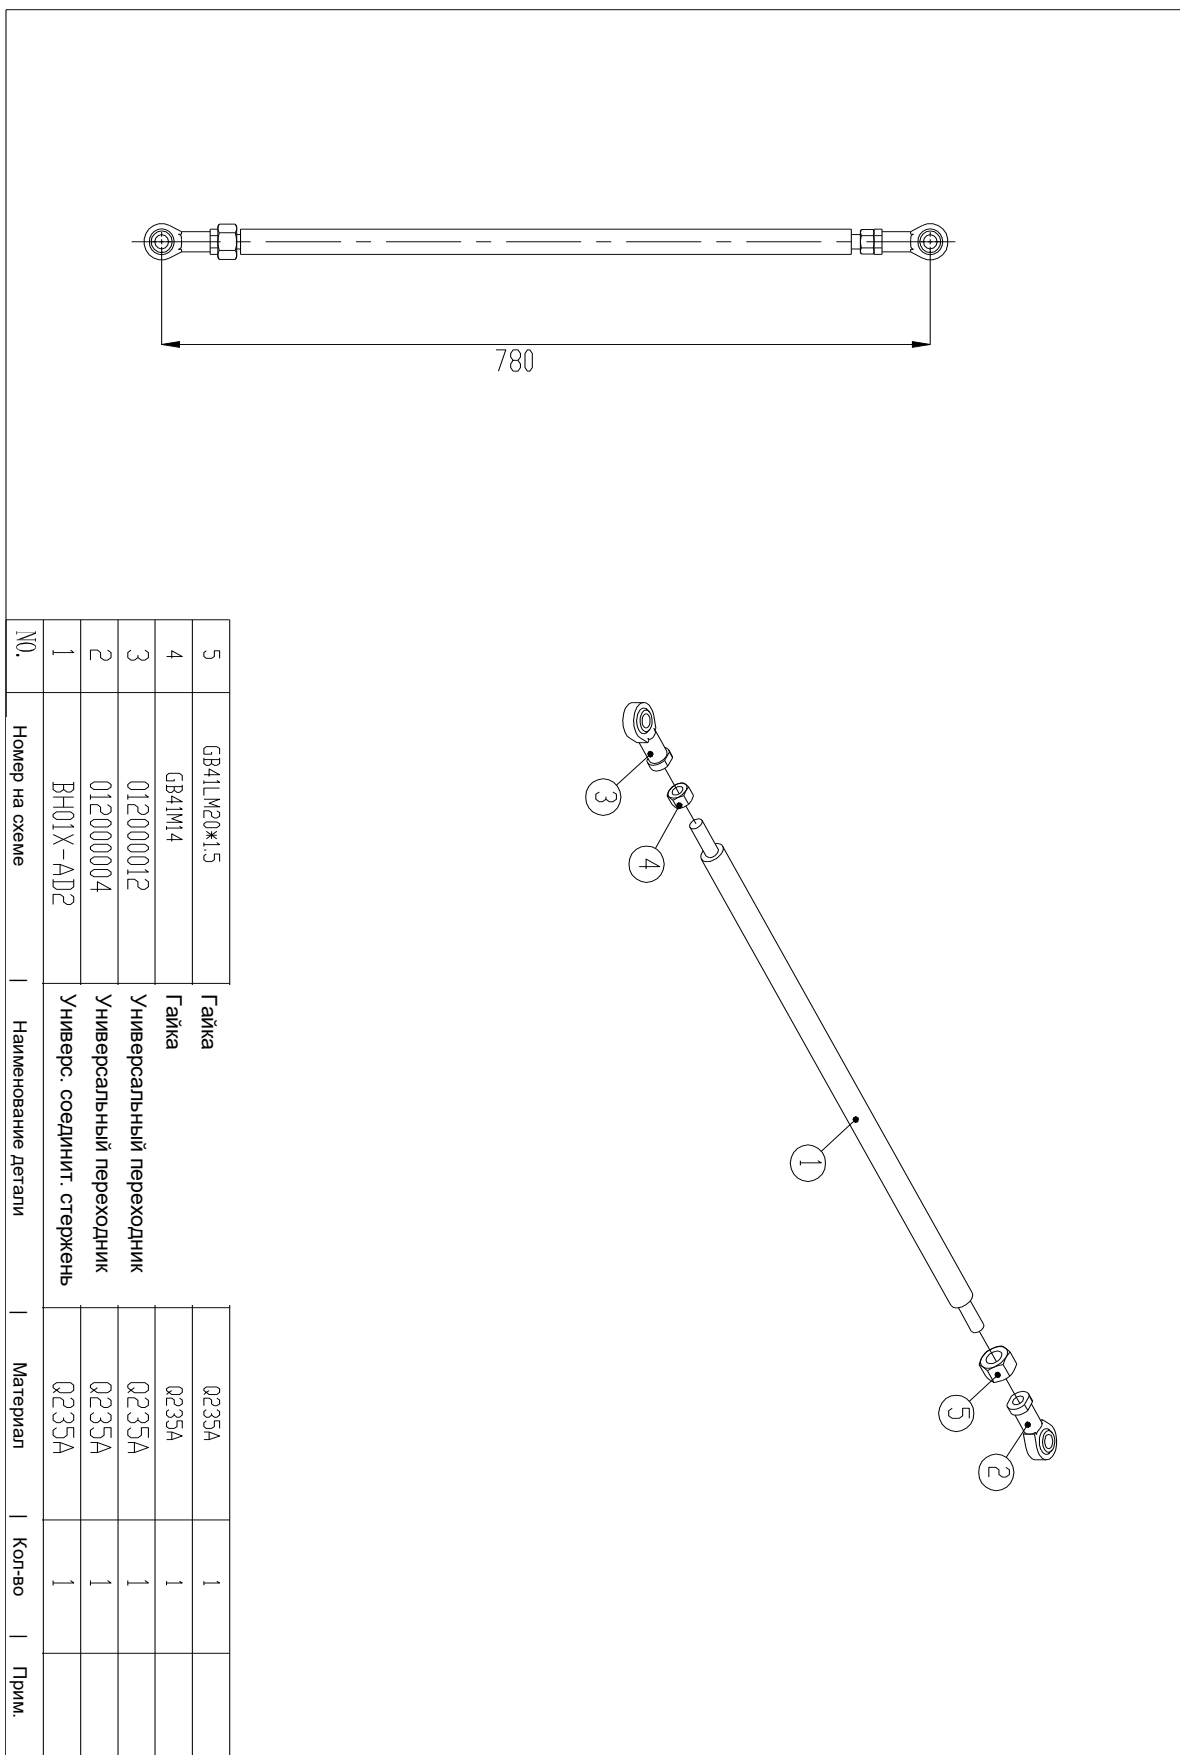 780
3
4
1
5
2
5 GB41LM20*1.5 Гайка Q235A 1
4 GB41M14 Гайка Q235A 1
3 012000012 Универсальный переходник Q235A 1
2 012000004 Универсальный переходник Q235A 1
1 BH01X-AD2 Универс. соединит. стержень Q235A 1
NO. Номер на схеме | Наименование детали | Материал | Кол-во | Прим.